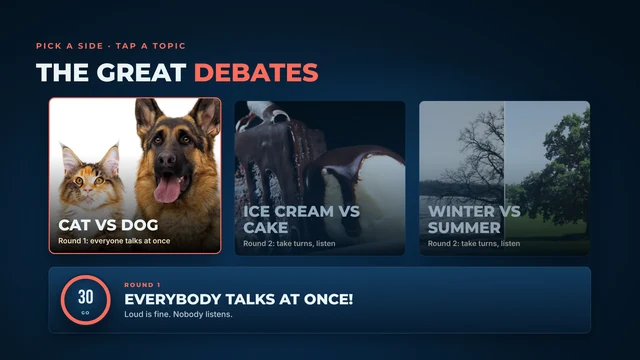 PICK A SIDE · TAP A TOPIC
THE GREAT DEBATES
CAT VS DOG
Round 1: everyone talks at once
ICE CREAM VS
CAKE
Round 2: take turns, listen
WINTER VS
SUMMER
Round 2: take turns, listen
30
GO
ROUND 1
EVERYBODY TALKS AT ONCE!
Loud is fine. Nobody listens.